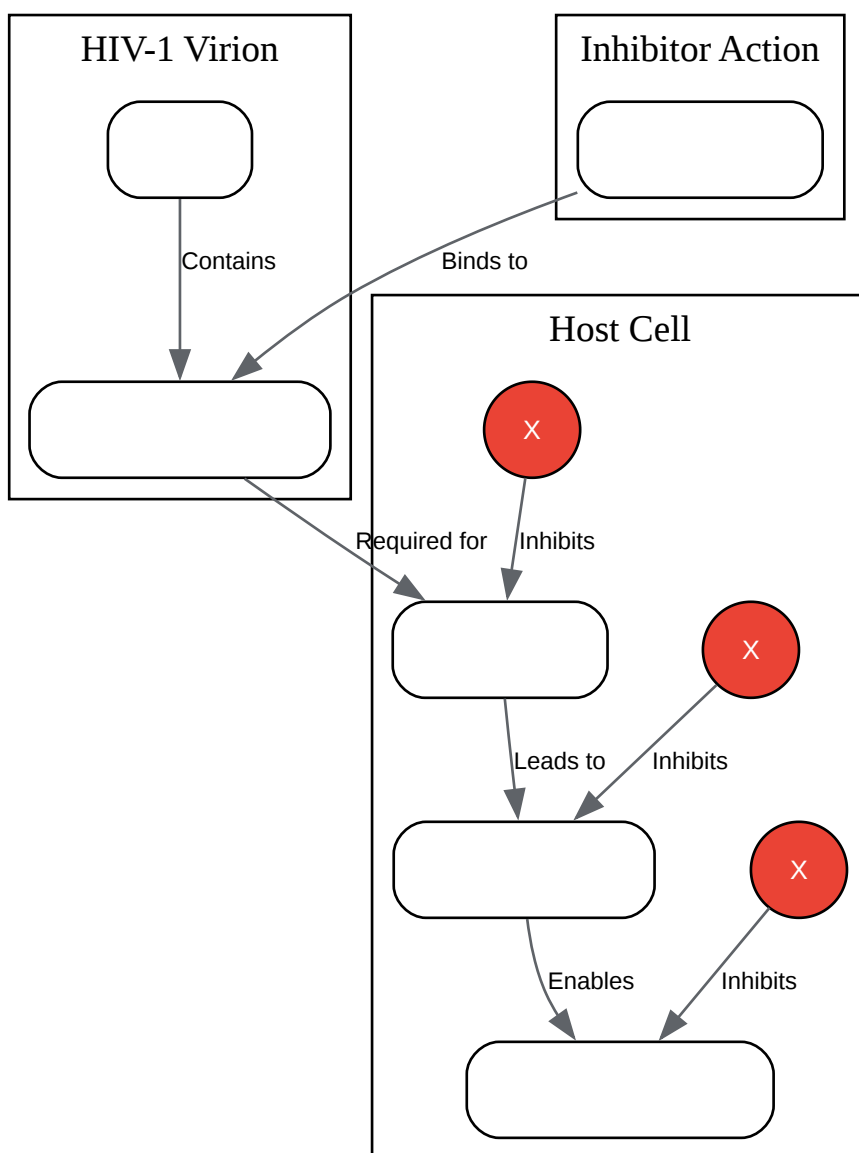 HIV-1 Virion
Inhibitor Action
Contains
Binds to
Host Cell
X
Required for
Inhibits
X
Leads to
Inhibits
X
Enables
Inhibits